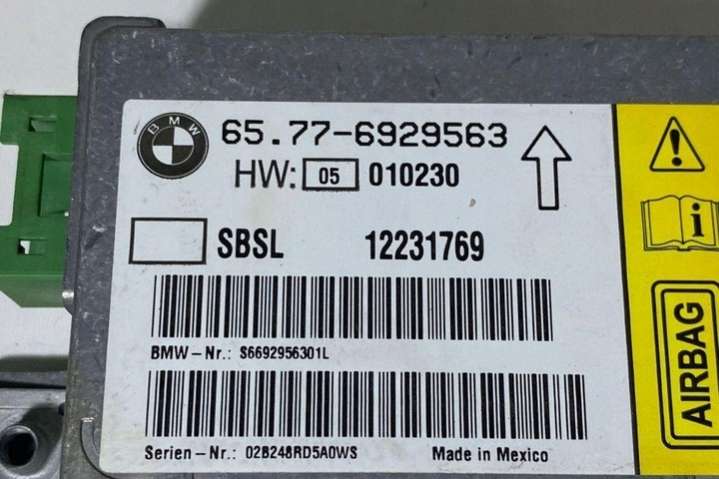 BMW
65.77-6929563
HW: 05 010230
SBSL 12231769
BMW-Nr.: S6692956301L
Serien-Nr.: 02B248RD5A0WS Made in Mexico
!
i
AIRBAG